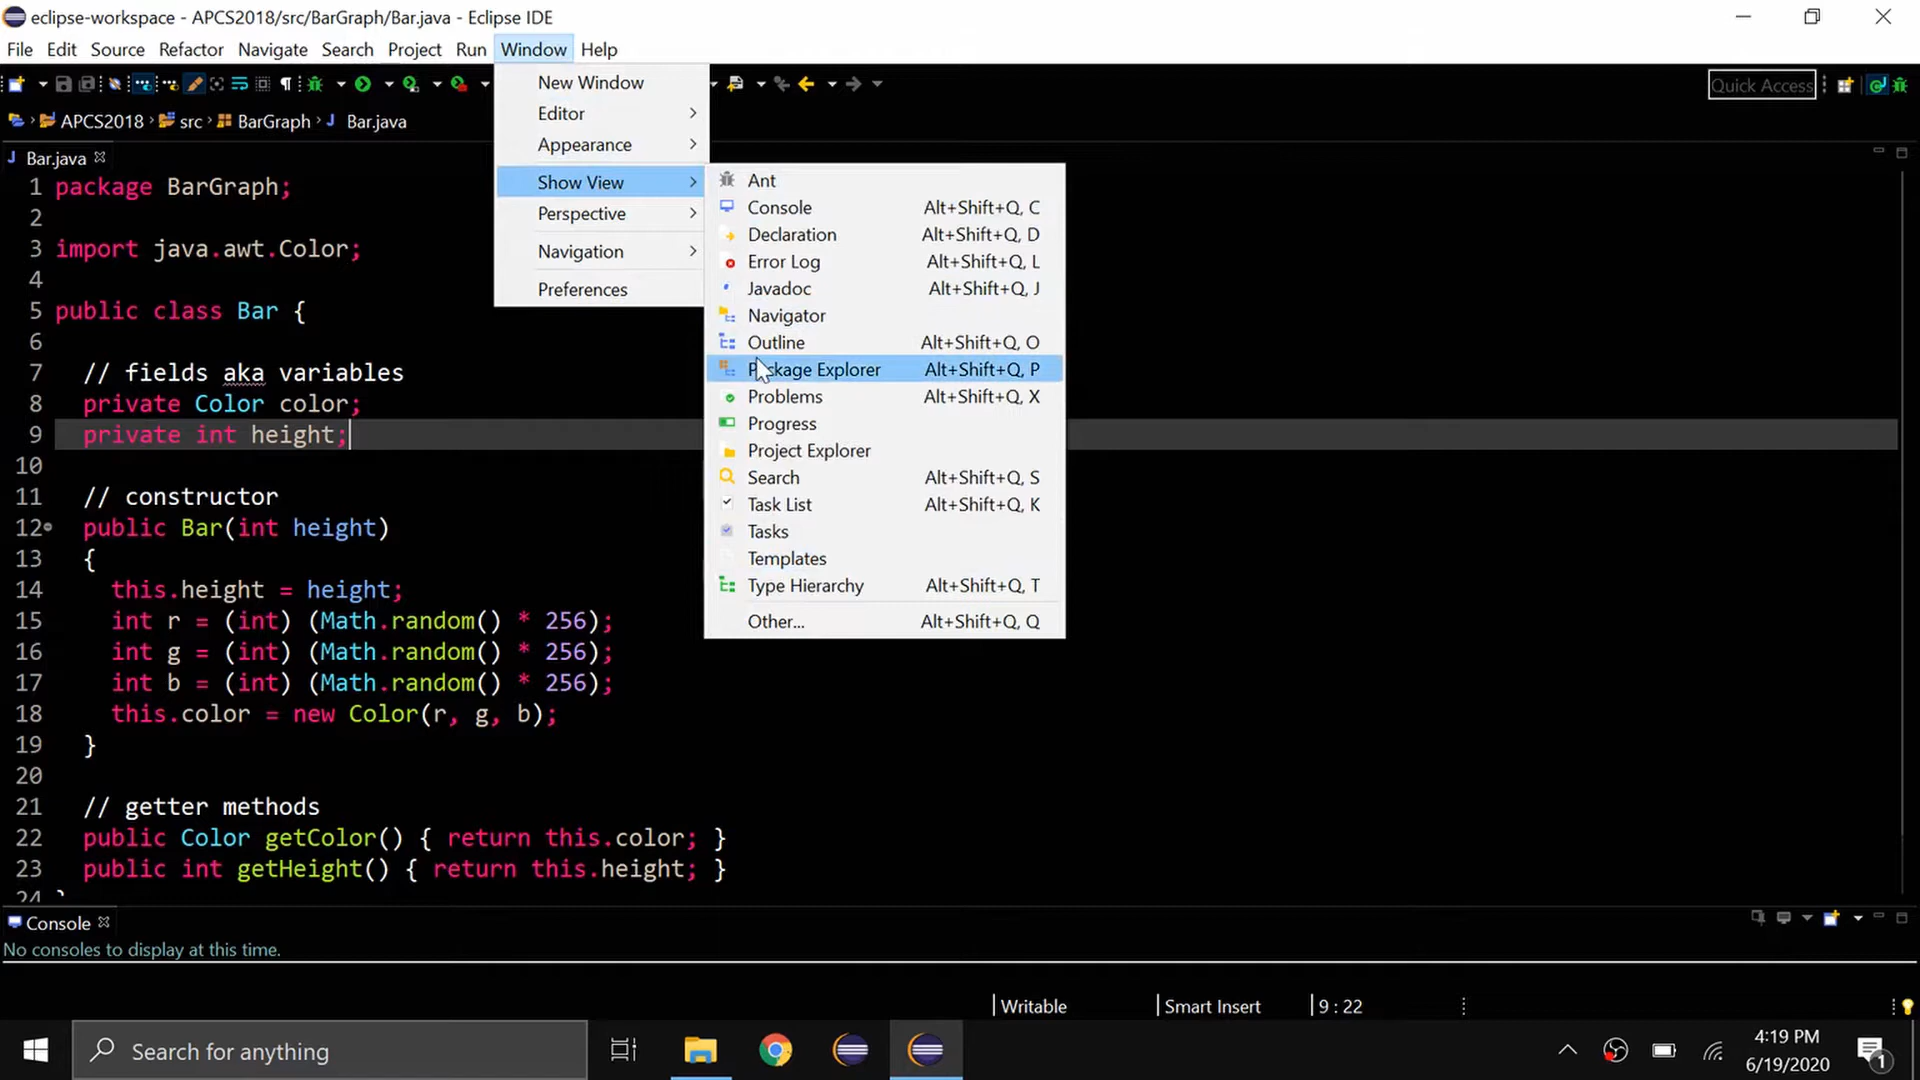 eclipse-workspace - APCS2018/src/BarGraph/Bar.java - Eclipse IDE
File Edit Source Refactor Navigate Search Project Run Window Help
Quick Access
APCS2018 src BarGraph Bar.java
New Window
Editor
Appearance
Show View
Perspective
Navigation
Preferences
Ant
Console Alt+Shift+Q, C
Declaration Alt+Shift+Q, D
Error Log Alt+Shift+Q, L
Javadoc Alt+Shift+Q, J
Navigator
Outline Alt+Shift+Q, O
Package Explorer Alt+Shift+Q, P
Problems Alt+Shift+Q, X
Progress
Project Explorer
Search Alt+Shift+Q, S
Task List Alt+Shift+Q, K
Tasks
Templates
Type Hierarchy Alt+Shift+Q, T
Other... Alt+Shift+Q, Q
Bar.java
1 package BarGraph;
2
3 import java.awt.Color;
4
5 public class Bar {
6
7 // fields aka variables
8 private Color color;
9 private int height;
10
11 // constructor
12 public Bar(int height)
13 {
14 this.height = height;
15 int r = (int) (Math.random() * 256);
16 int g = (int) (Math.random() * 256);
17 int b = (int) (Math.random() * 256);
18 this.color = new Color(r, g, b);
19 }
20
21 // getter methods
22 public Color getColor() { return this.color; }
23 public int getHeight() { return this.height; }
24 }
Console
No consoles to display at this time.
Writable Smart Insert 9 : 22
Search for anything
4:19 PM
6/19/2020
1